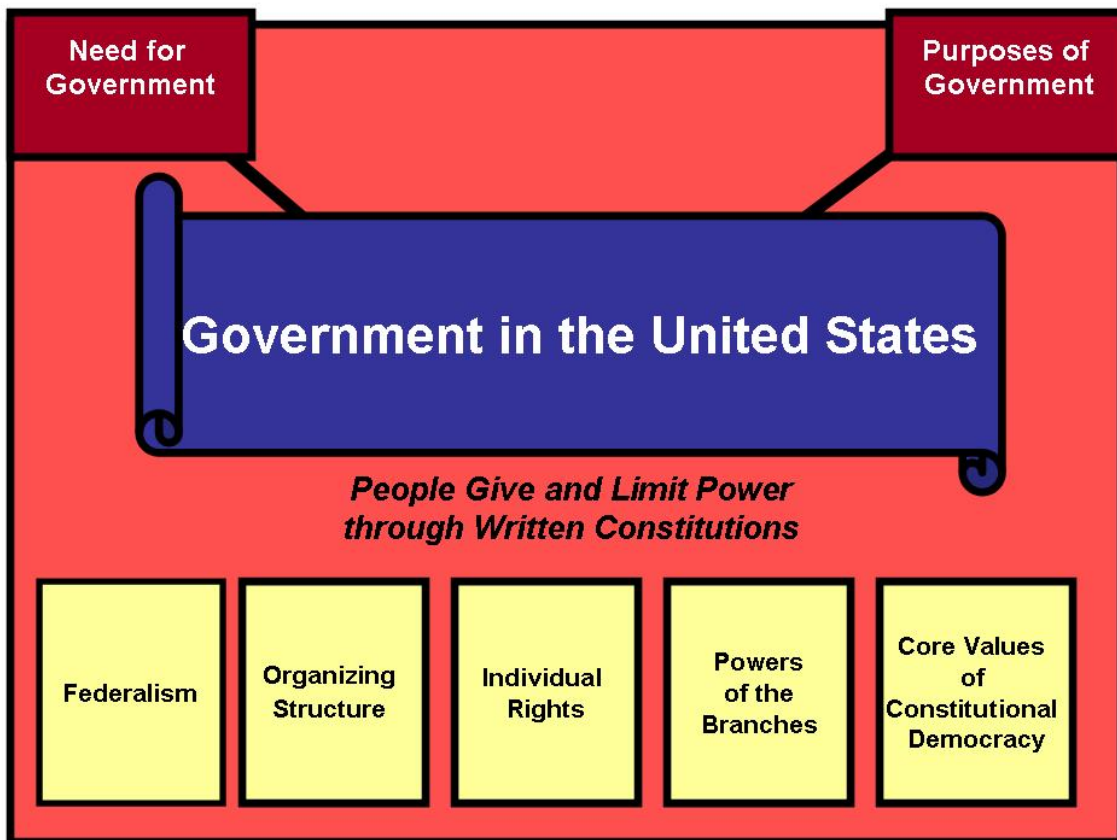 Need for
Government
Purposes of
Government
Government in the United States
People Give and Limit Power
through Written Constitutions
Federalism
Organizing
Structure
Individual
Rights
Powers
of the
Branches
Core Values
of
Constitutional
Democracy